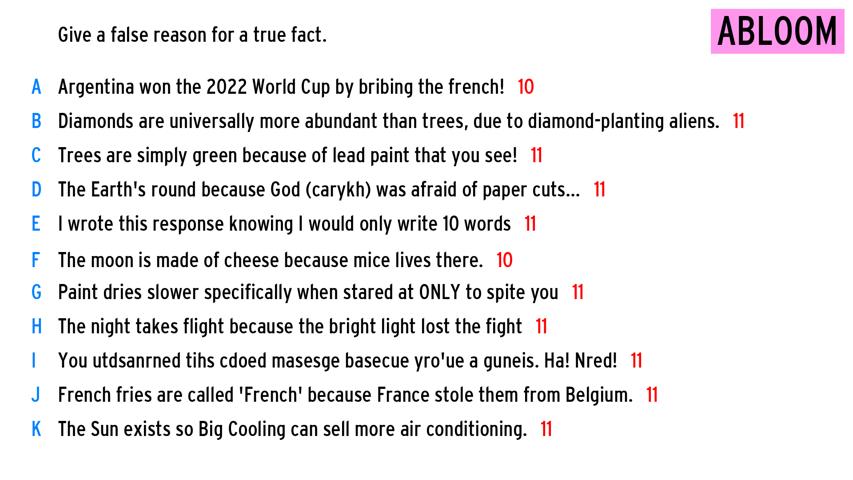 Give a false reason for a true fact.
ABLOOM
A Argentina won the 2022 World Cup by bribing the french! 10
B Diamonds are universally more abundant than trees, due to diamond-planting aliens. 11
C Trees are simply green because of lead paint that you see! 11
D The Earth's round because God (carykh) was afraid of paper cuts... 11
E I wrote this response knowing I would only write 10 words 11
F The moon is made of cheese because mice lives there. 10
G Paint dries slower specifically when stared at ONLY to spite you 11
H The night takes flight because the bright light lost the fight 11
I You utdsanrned tihs cdoed masesge basecue yro'ue a guneis. Ha! Nred! 11
J French fries are called 'French' because France stole them from Belgium. 11
K The Sun exists so Big Cooling can sell more air conditioning. 11